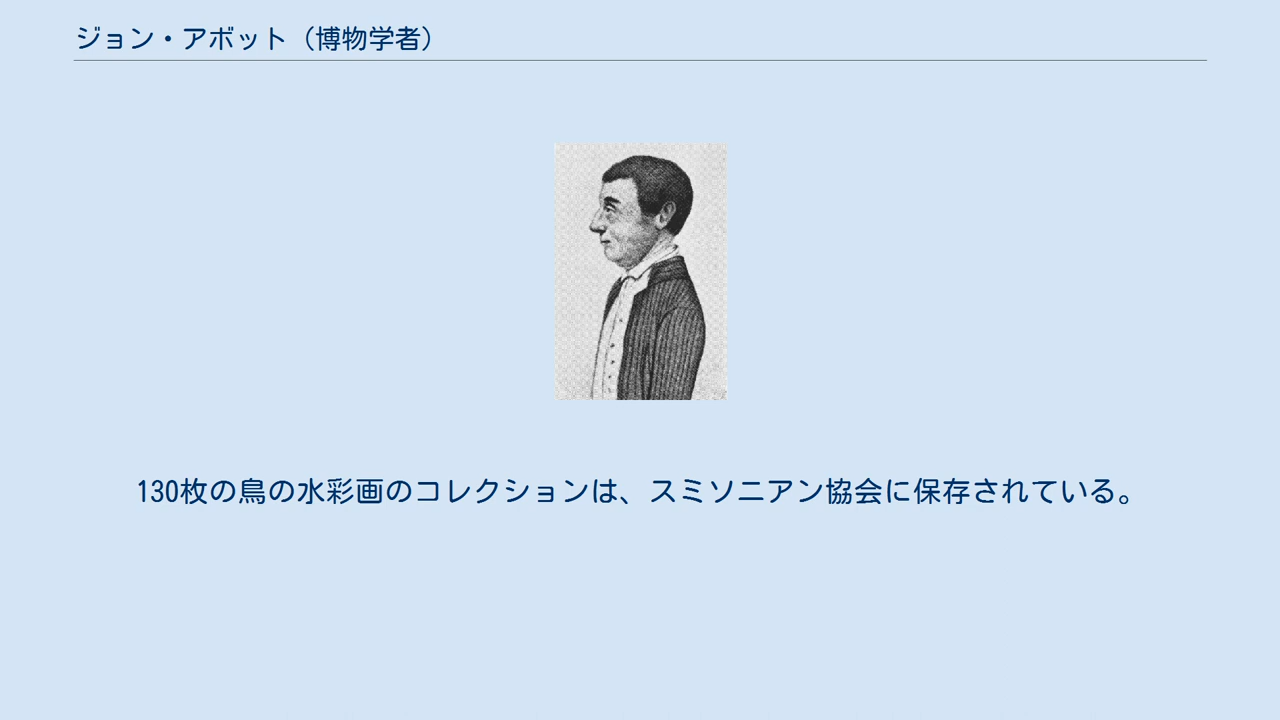 ジョン・アボット（博物学者）
130枚の鳥の水彩画のコレクションは、スミソニアン協会に保存されている。